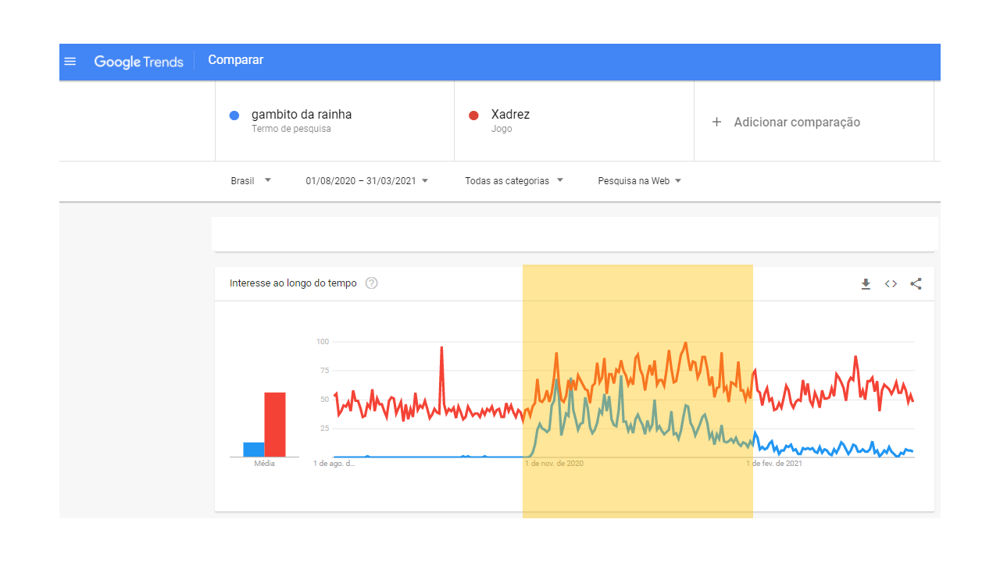 Google Trends Comparar
gambito da rainha
Termo de pesquisa
Xadrez
Jogo
+ Adicionar comparação
Brasil 01/08/2020 – 31/03/2021 Todas as categorias Pesquisa na Web
Interesse ao longo do tempo ?
100
75
50
25
Média 1 de ago. d... 1 de nov. de 2020 1 de fev. de 2021